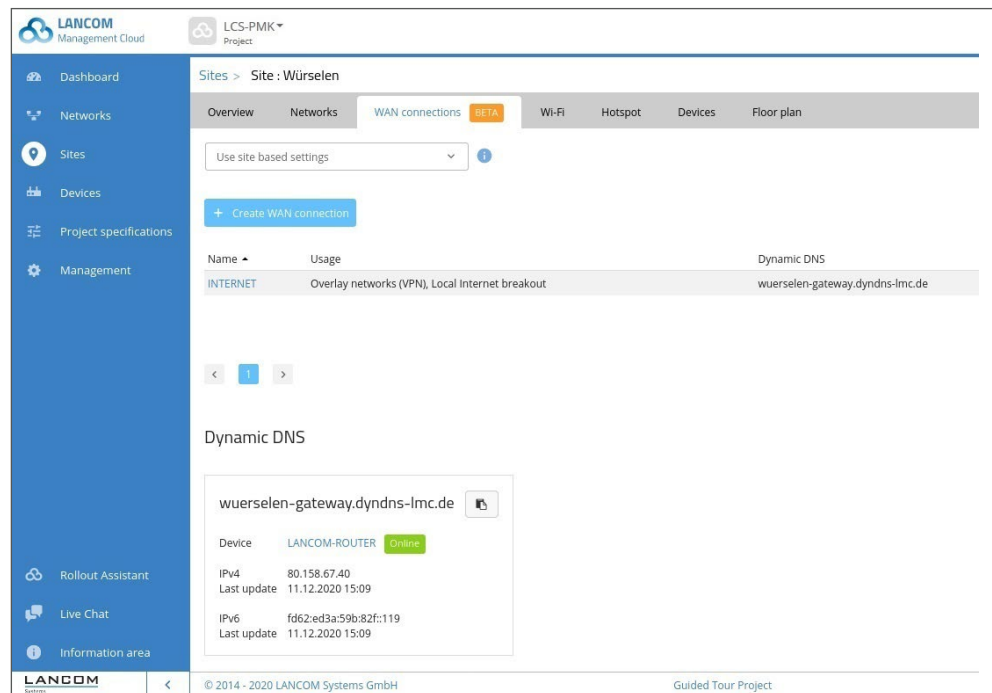 LANCOM
Management Cloud
LCS-PMK
Project
Dashboard
Networks
Sites
Devices
Project specifications
Management
Rollout Assistant
Live Chat
Information area
LANCOM
Systems
<
Sites > Site : Würselen
Overview Networks WAN connections BETA Wi-Fi Hotspot Devices Floor plan
Use site based settings
+ Create WAN connection
Name Usage Dynamic DNS
INTERNET Overlay networks (VPN), Local Internet breakout wuerselen-gateway.dyndns-lmc.de
< 1 >
Dynamic DNS
wuerselen-gateway.dyndns-lmc.de
Device LANCOM-ROUTER Online
IPv4 80.158.67.40
Last update 11.12.2020 15:09
IPv6 fd62:ed3a:59b:82f::119
Last update 11.12.2020 15:09
© 2014 - 2020 LANCOM Systems GmbH Guided Tour Project